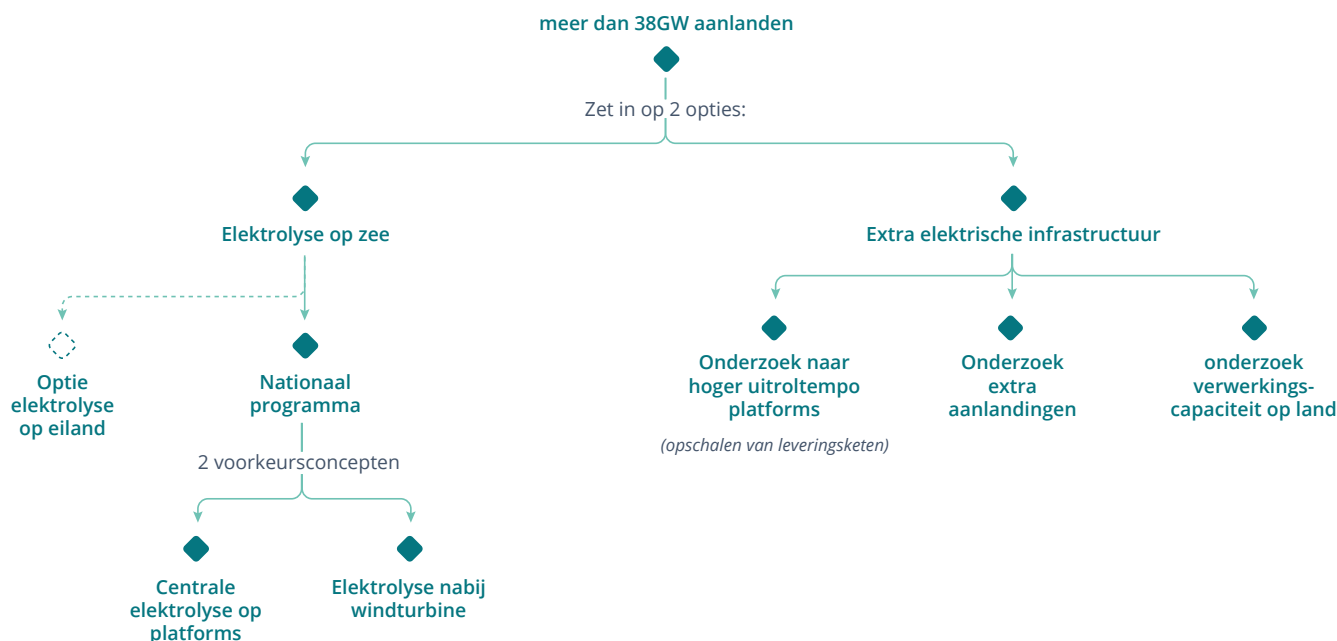 meer dan 38GW aanlanden
Zet in op 2 opties:
Elektrolyse op zee
Extra elektrische infrastructuur
Optie
elektrolyse
op eiland
Nationaal
programma
Onderzoek naar
hoger uitroltempo
platforms
(opschalen van leveringsketen)
Onderzoek
extra
aanlandingen
onderzoek
verwerkings-
capaciteit op land
2 voorkeursconcepten
Centrale
elektrolyse op
platforms
Elektrolyse nabij
windturbine